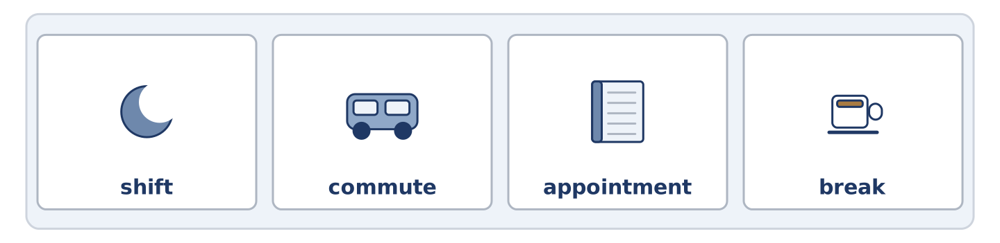 shift
commute
appointment
break